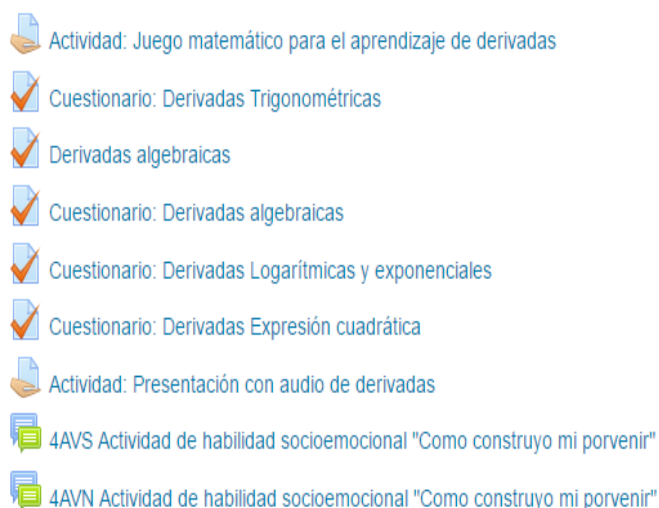 Actividad: Juego matemático para el aprendizaje de derivadas
Cuestionario: Derivadas Trigonométricas
Derivadas algebraicas
Cuestionario: Derivadas algebraicas
Cuestionario: Derivadas Logarítmicas y exponenciales
Cuestionario: Derivadas Expresión cuadrática
Actividad: Presentación con audio de derivadas
4AVS Actividad de habilidad socioemocional "Como construyo mi porvenir"
4AVN Actividad de habilidad socioemocional "Como construyo mi porvenir"